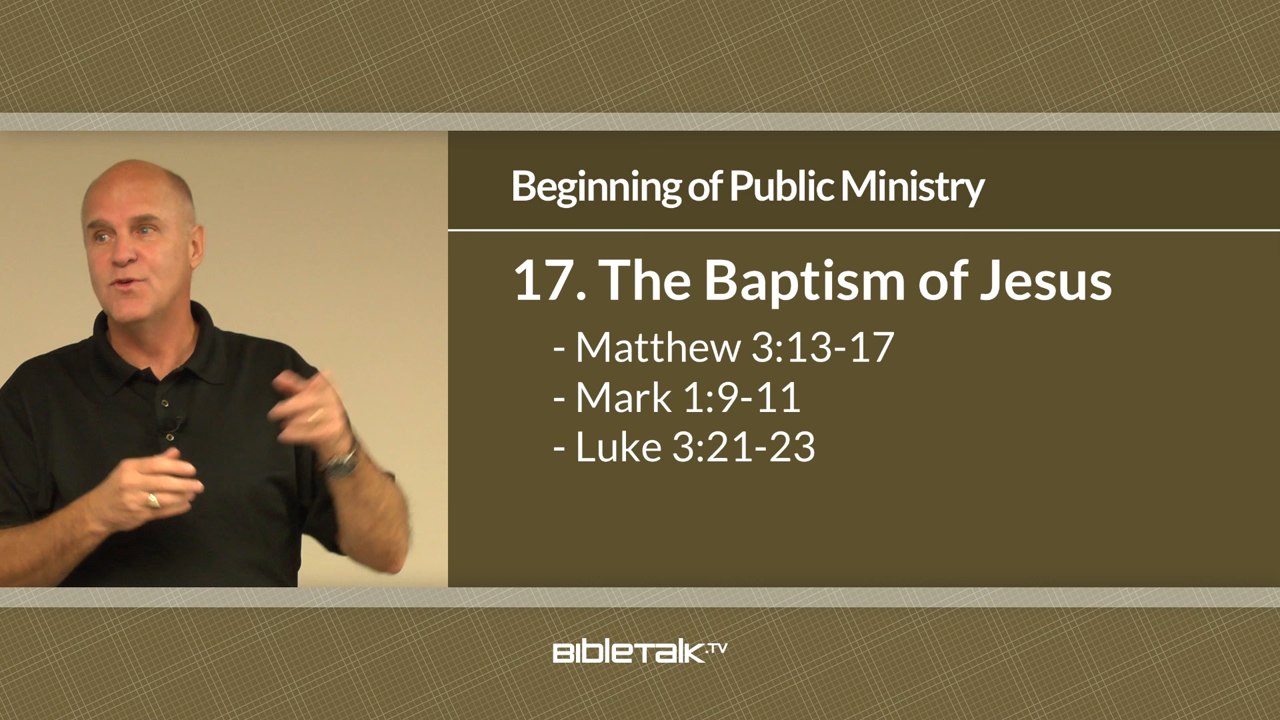 Beginning of Public Ministry
17. The Baptism of Jesus
- Matthew 3:13-17
- Mark 1:9-11
- Luke 3:21-23
BIBLETALK.TV